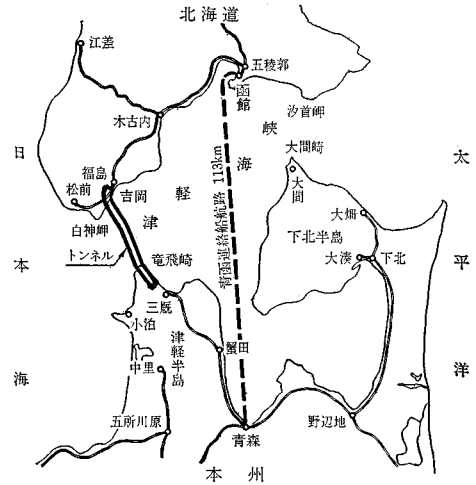 北海道
江差
五稜郭
函館
木古内
汐首岬
津軽海峡
大間崎
大間
太平洋
日本海
福島
松前
吉岡
白神岬
トンネル
竜飛崎
青函連絡船航路 113km
大畑
下北半島
大湊
下北
三厩
小泊
津軽半島
中里
蟹田
五所川原
青森
野辺地
本州